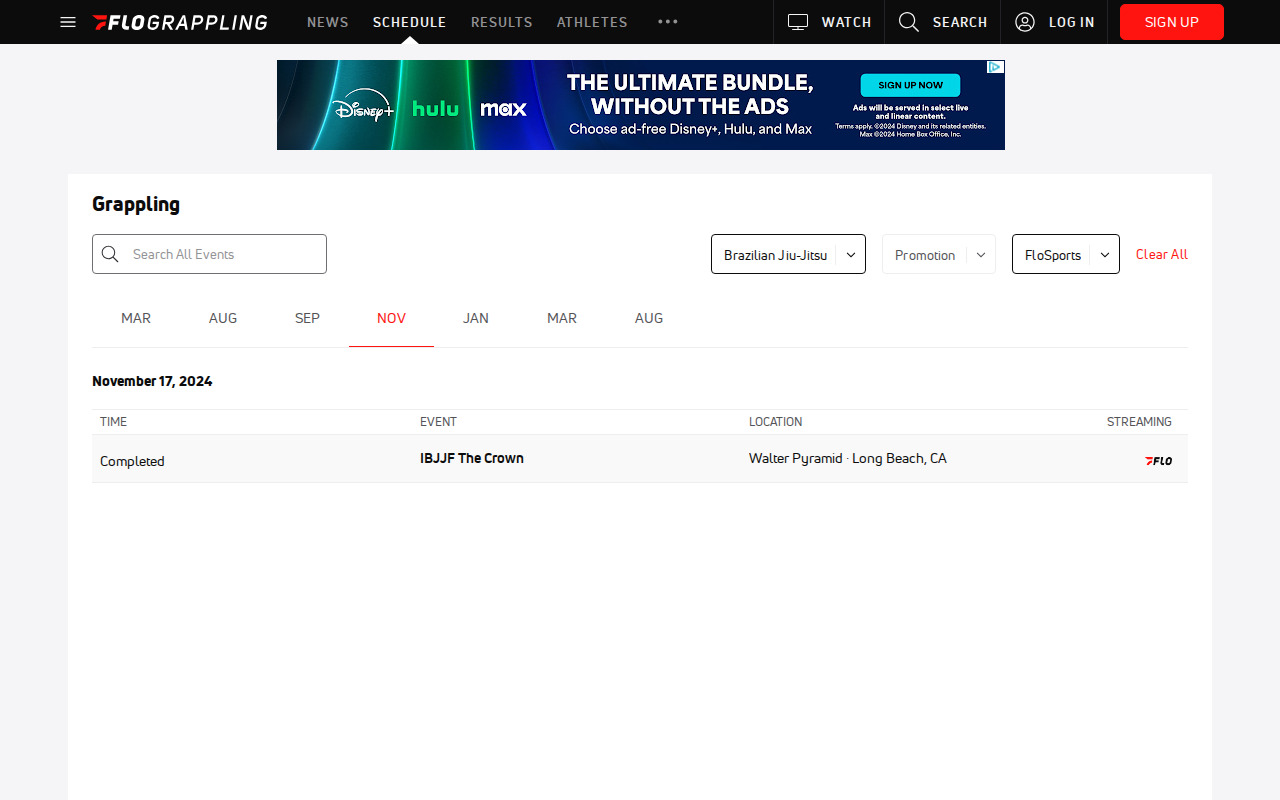 FLOGRAPPLING NEWS SCHEDULE RESULTS ATHLETES ••• WATCH SEARCH LOG IN SIGN UP
Disney+ hulu max
THE ULTIMATE BUNDLE,
WITHOUT THE ADS
Choose ad-free Disney+, Hulu, and Max
SIGN UP NOW
Ads will be served in select live
and linear content.
Terms apply. ©2024 Disney and its related entities.
Max ©2024 Home Box Office, Inc.
Grappling
Search All Events Brazilian Jiu-Jitsu Promotion FloSports Clear All
MAR AUG SEP NOV JAN MAR AUG
November 17, 2024
TIME EVENT LOCATION STREAMING
Completed IBJJF The Crown Walter Pyramid · Long Beach, CA FLO